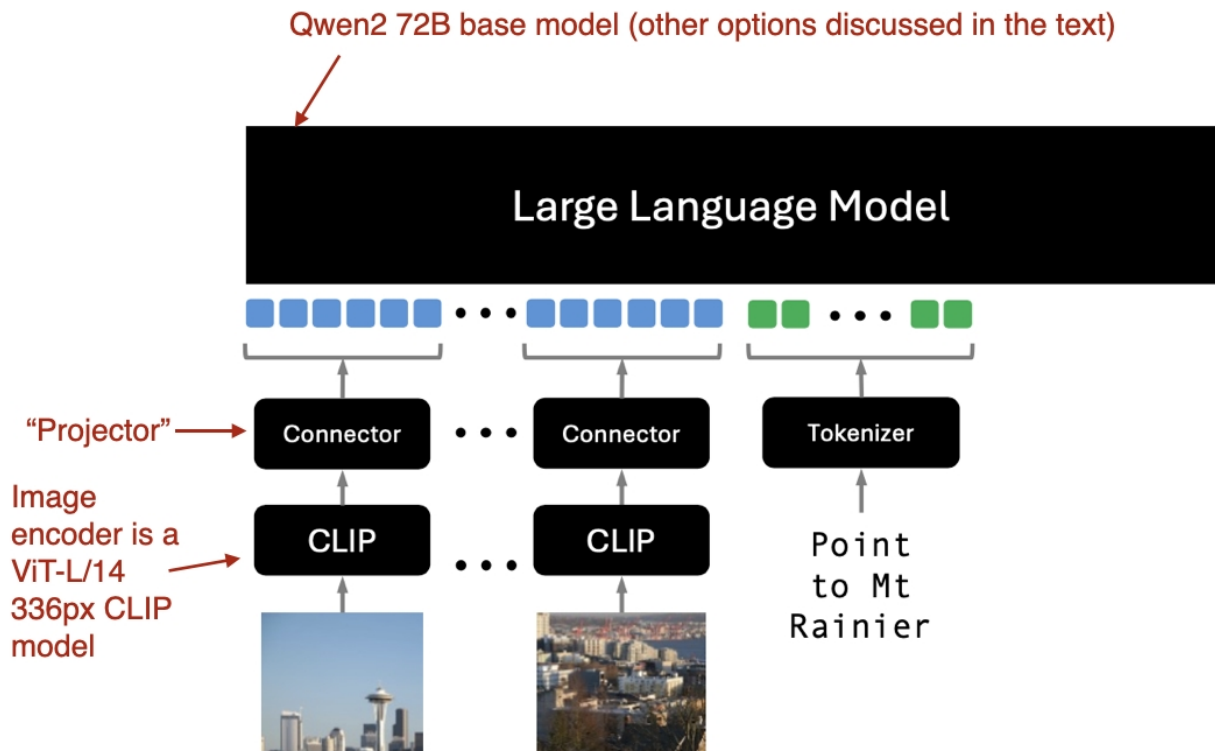 Qwen2 72B base model (other options discussed in the text)
Large Language Model
“Projector”
Connector
Connector
Tokenizer
Image
encoder is a
ViT-L/14
336px CLIP
model
CLIP
CLIP
Point
to Mt
Rainier